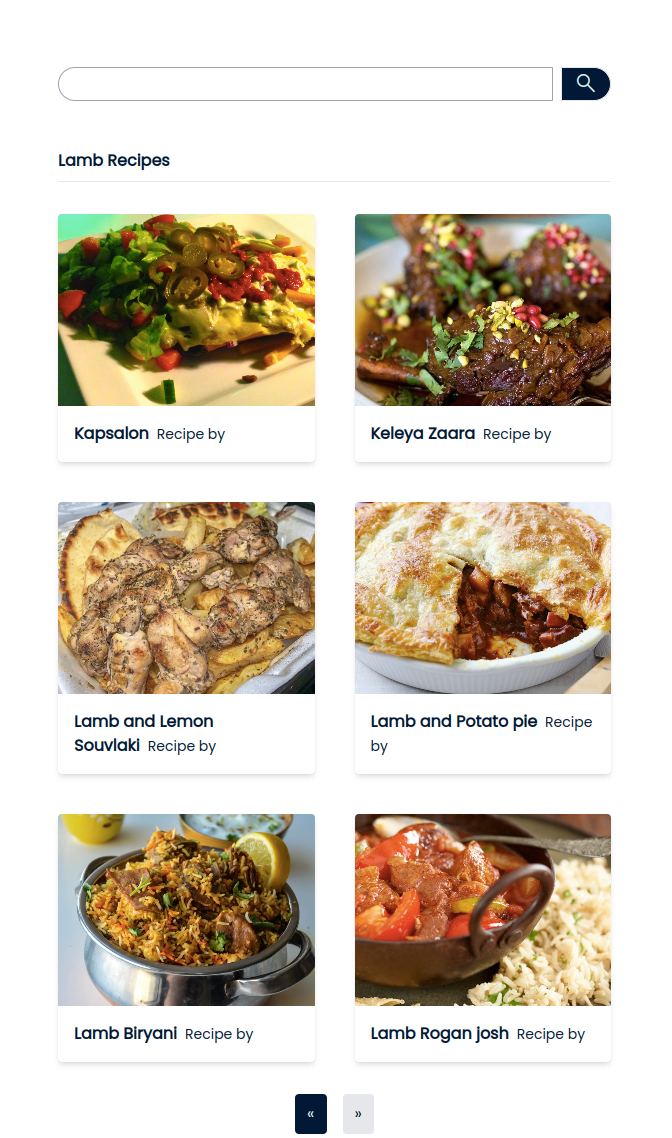 Lamb Recipes
Kapsalon Recipe by
Keleya Zaara Recipe by
Lamb and Lemon
Souvlaki Recipe by
Lamb and Potato pie Recipe
by
Lamb Biryani Recipe by
Lamb Rogan josh Recipe by
« »